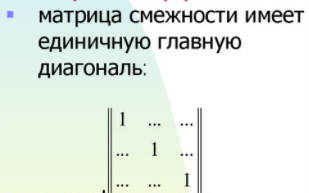 матрица смежности имеет
единичную главную
диагональ:
1 ... ...
... 1 ...
... ... 1